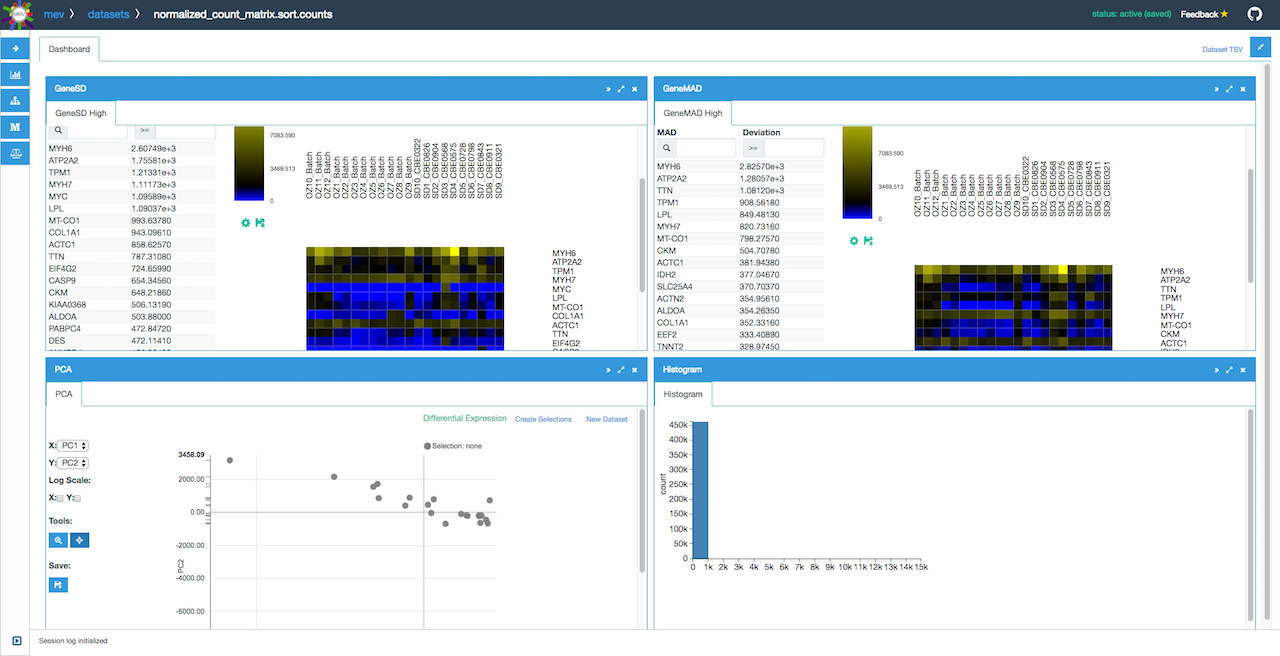 mev
datasets
normalized_count_matrix.sort.counts
status: active (saved)
Feedback
Dashboard
Dataset TSV
M
GeneSD
GeneSD High
>=
MYH6 2.60749e+3
ATP2A2 1.75581e+3
TPM1 1.21331e+3
MYH7 1.11173e+3
MYC 1.09589e+3
LPL 1.09037e+3
MT-CO1 993.63780
COL1A1 943.09610
ACTC1 858.62570
TTN 787.31080
EIF4G2 724.65990
CASP9 654.34560
CKM 648.21860
KIAA0368 506.13190
ALDOA 503.88000
PABPC4 472.84720
DES 472.11410
7083.590
3469.513
0
OZ10_Batch
OZ11_Batch
OZ12_Batch
OZ1_Batch
OZ22_Batch
OZ3_Batch
OZ4_Batch
OZ5_Batch
OZ6_Batch
OZ7_Batch
OZ8_Batch
OZ9_Batch
SD10_CBE0322
SD1_CBE0826
SD2_CBE0904
SD3_CBE0568
SD4_CBE0575
SD5_CBE0728
SD6_CBE0798
SD7_CBE0843
SD8_CBE0911
SD9_CBE0321
MYH6
ATP2A2
TPM1
MYH7
MYC
LPL
MT-CO1
COL1A1
ACTC1
TTN
EIF4G2
GeneMAD
GeneMAD High
MAD Deviation
>=
MYH6 2.82570e+3
ATP2A2 1.28057e+3
TTN 1.08120e+3
TPM1 908.56180
LPL 849.48130
MYH7 820.73160
MT-CO1 798.27570
CKM 504.70780
ACTC1 381.94380
IDH2 377.04670
SLC25A4 370.70370
ACTN2 354.95610
ALDOA 354.26350
COL1A1 352.33160
EEF2 333.40890
TNNT2 328.97450
7083.590
3469.513
0
OZ10_Batch
OZ11_Batch
OZ12_Batch
OZ1_Batch
OZ22_Batch
OZ3_Batch
OZ4_Batch
OZ5_Batch
OZ6_Batch
OZ7_Batch
OZ8_Batch
OZ9_Batch
SD10_CBE0322
SD1_CBE0826
SD2_CBE0904
SD3_CBE0568
SD4_CBE0575
SD5_CBE0728
SD6_CBE0798
SD7_CBE0843
SD8_CBE0911
SD9_CBE0321
MYH6
ATP2A2
TTN
TPM1
LPL
MYH7
MT-CO1
CKM
ACTC1
PCA
PCA
Differential Expression Create Selections New Dataset
X: PC1
Y: PC2
Log Scale:
X: Y:
Tools:
Save:
Selection: none
3458.09
2000.00
0.00
-2000.00
-4000.00
-6000.00
PC2
Histogram
Histogram
450k
400k
350k
300k
250k
200k
150k
100k
50k
0
count
0 1k 2k 3k 4k 5k 6k 7k 8k 9k 10k 11k 12k 13k 14k 15k
Session log initialized